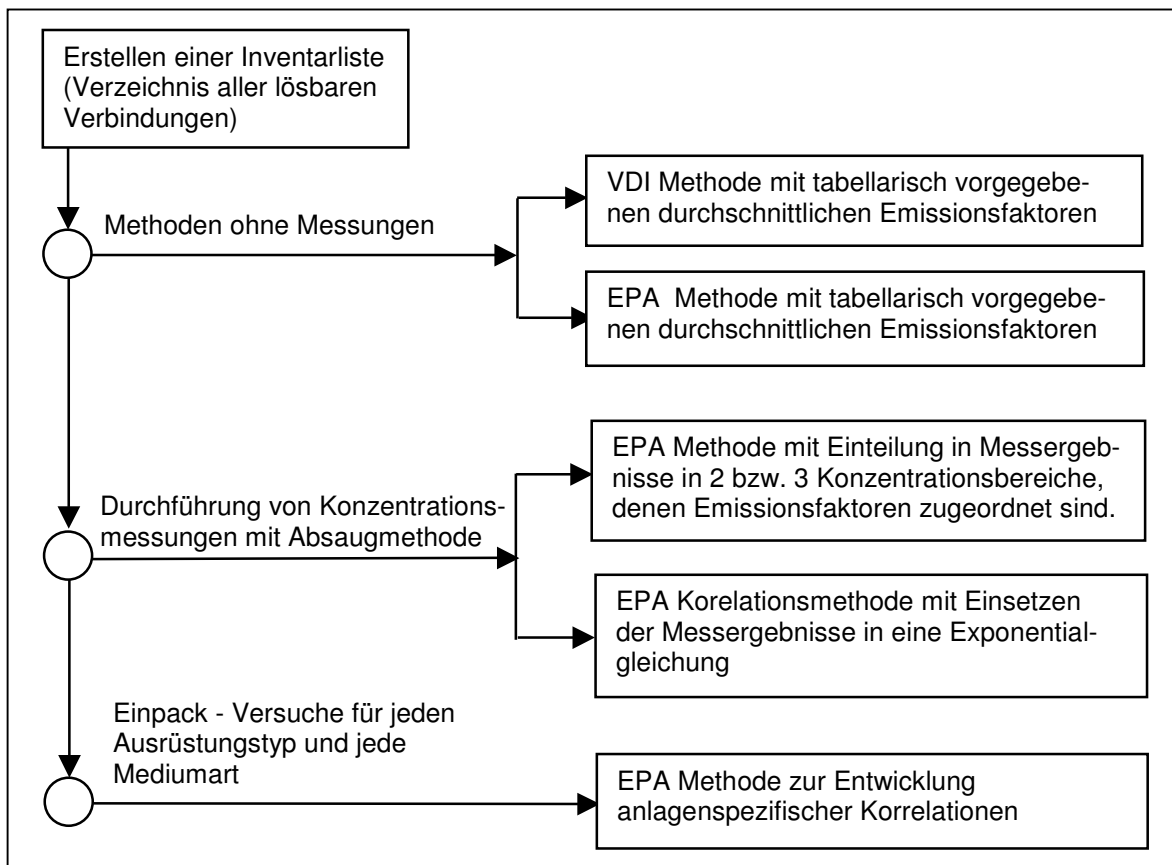 Erstellen einer Inventarliste
(Verzeichnis aller lösbaren
Verbindungen)
Methoden ohne Messungen
VDI Methode mit tabellarisch vorgegebe-
nen durchschnittlichen Emissionsfaktoren
EPA  Methode mit tabellarisch vorgegebe-
nen durchschnittlichen Emissionsfaktoren
Durchführung von Konzentrations-
messungen mit Absaugmethode
EPA Methode mit Einteilung in Messergeb-
nisse in 2 bzw. 3 Konzentrationsbereiche,
denen Emissionsfaktoren zugeordnet sind.
EPA Korelationsmethode mit Einsetzen
der Messergebnisse in eine Exponential-
gleichung
Einpack - Versuche für jeden
Ausrüstungstyp und jede
Mediumart
EPA Methode zur Entwicklung
anlagenspezifischer Korrelationen